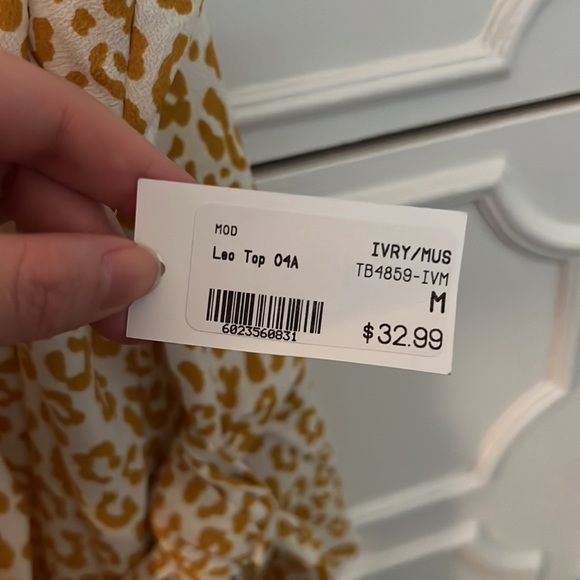 MOD
Leo Top 04A
IVRY/MUS
TB4859-IVM
M
6023560831
$32.99